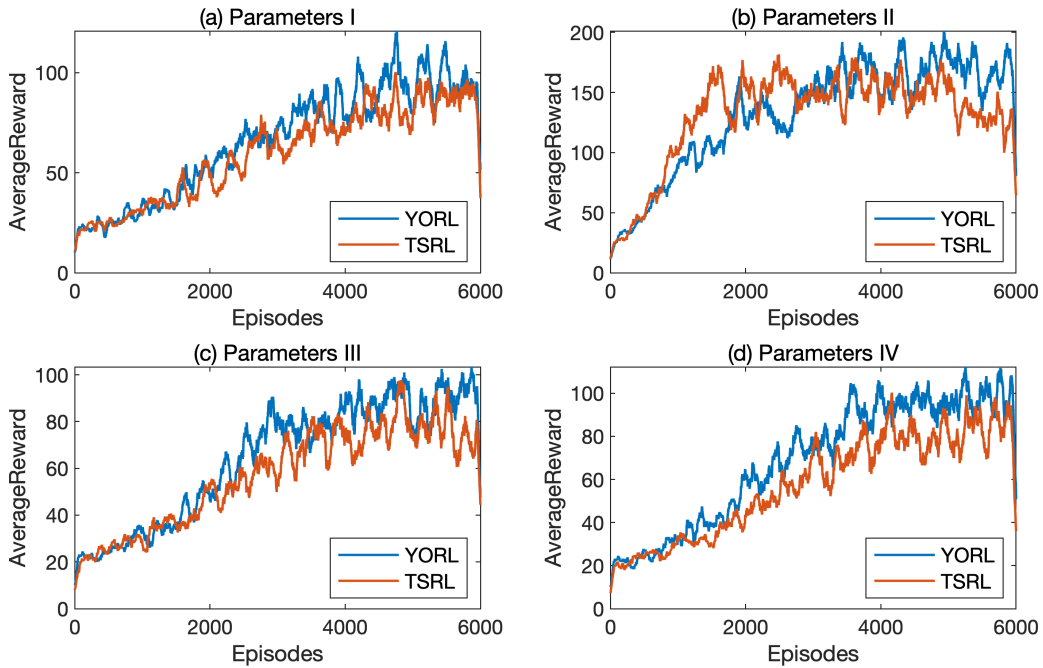 (a) Parameters I
AverageReward
100
50
0
0 2000 4000 6000
Episodes
YORL
TSRL
(b) Parameters II
AverageReward
200
150
100
50
0
0 2000 4000 6000
Episodes
YORL
TSRL
(c) Parameters III
AverageReward
100
80
60
40
20
0
0 2000 4000 6000
Episodes
YORL
TSRL
(d) Parameters IV
AverageReward
100
80
60
40
20
0
0 2000 4000 6000
Episodes
YORL
TSRL